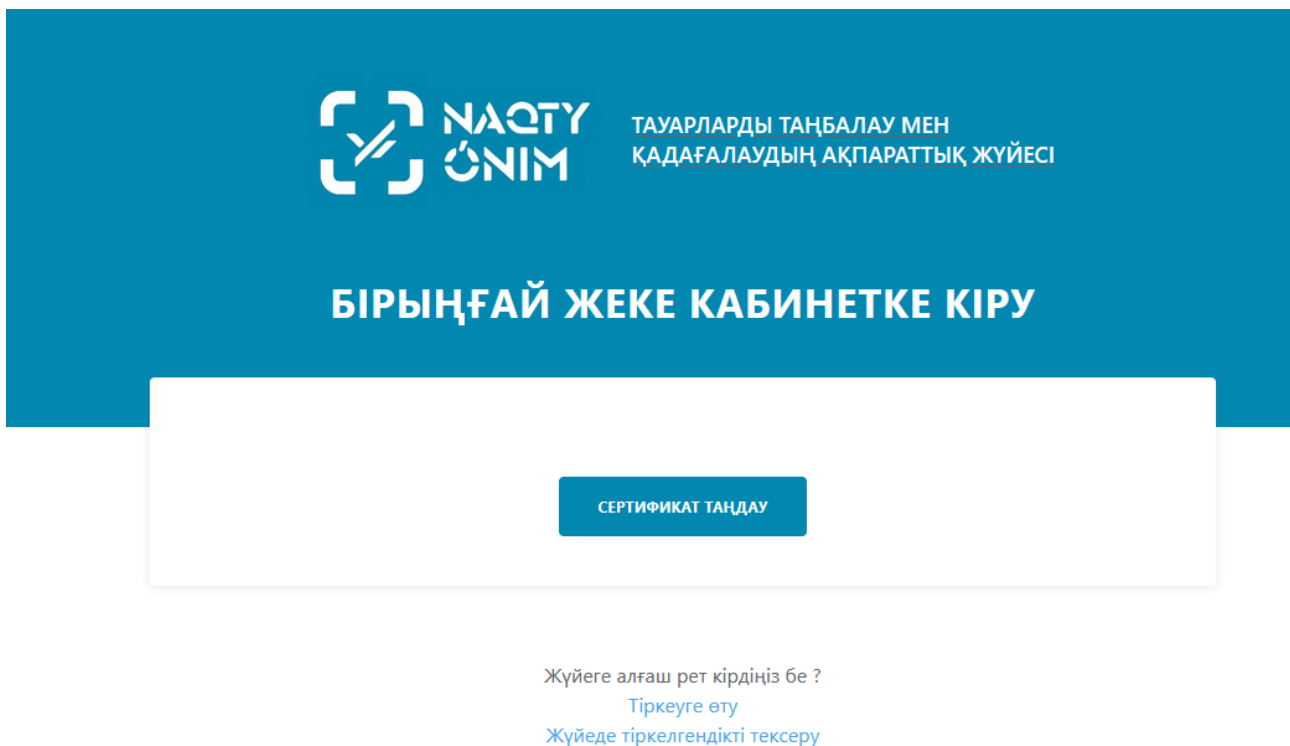 NAQTY
ÓNIM
ТАУАРЛАРДЫ ТАҢБАЛАУ МЕН
ҚАДАҒАЛАУДЫҢ АҚПАРАТТЫҚ ЖҮЙЕСІ
БІРЫҢҒАЙ ЖЕКЕ КАБИНЕТКЕ КІРУ
СЕРТИФИКАТ ТАҢДАУ
Жүйеге алғаш рет кірдіңіз бе ?
Тіркеуге өту
Жүйеде тіркелгендікті тексеру